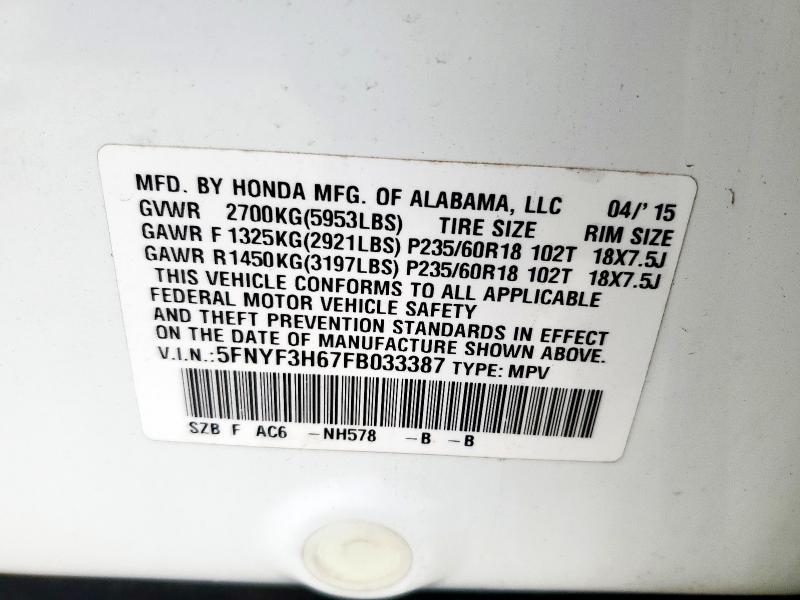 MFD. BY HONDA MFG. OF ALABAMA, LLC 04/' 15
GVWR 2700KG(5953LBS) TIRE SIZE RIM SIZE
GAWR F 1325KG(2921LBS) P235/60R18 102T 18X7.5J
GAWR R1450KG(3197LBS) P235/60R18 102T 18X7.5J
THIS VEHICLE CONFORMS TO ALL APPLICABLE
FEDERAL MOTOR VEHICLE SAFETY
AND THEFT PREVENTION STANDARDS IN EFFECT
ON THE DATE OF MANUFACTURE SHOWN ABOVE.
V.I.N.:5FNYF3H67FB033387 TYPE: MPV
SZB F AC6 -NH578 -B -B